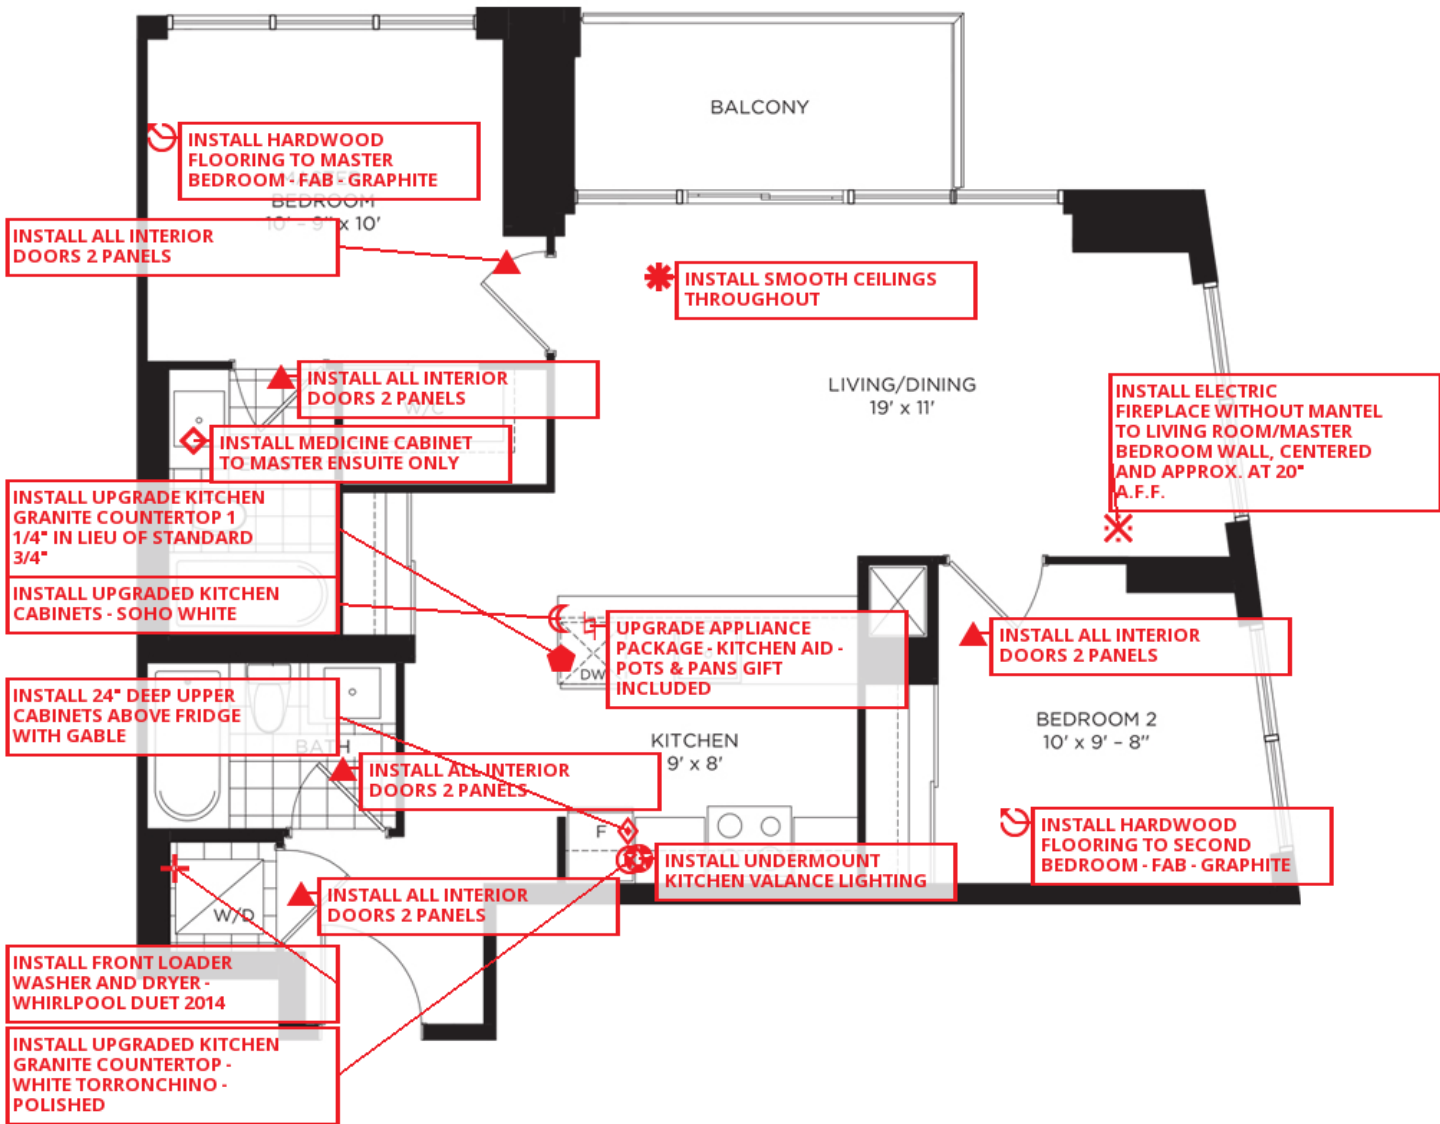 BALCONY
INSTALL HARDWOOD
FLOORING TO MASTER
BEDROOM - FAB - GRAPHITE
BEDROOM
10' - 9" x 10'
INSTALL ALL INTERIOR
DOORS 2 PANELS
INSTALL SMOOTH CEILINGS
THROUGHOUT
INSTALL ALL INTERIOR
DOORS 2 PANELS
W/C
LIVING/DINING
19' x 11'
INSTALL ELECTRIC
FIREPLACE WITHOUT MANTEL
TO LIVING ROOM/MASTER
BEDROOM WALL, CENTERED
AND APPROX. AT 20"
A.F.F.
INSTALL MEDICINE CABINET
TO MASTER ENSUITE ONLY
INSTALL UPGRADE KITCHEN
GRANITE COUNTERTOP 1
1/4" IN LIEU OF STANDARD
3/4"
INSTALL UPGRADED KITCHEN
CABINETS - SOHO WHITE
UPGRADE APPLIANCE
PACKAGE - KITCHEN AID -
POTS & PANS GIFT
INCLUDED
DW
INSTALL ALL INTERIOR
DOORS 2 PANELS
INSTALL 24" DEEP UPPER
CABINETS ABOVE FRIDGE
WITH GABLE
BATH
KITCHEN
9' x 8'
BEDROOM 2
10' x 9' - 8"
INSTALL ALL INTERIOR
DOORS 2 PANELS
F
INSTALL HARDWOOD
FLOORING TO SECOND
BEDROOM - FAB - GRAPHITE
INSTALL UNDERMOUNT
KITCHEN VALANCE LIGHTING
INSTALL ALL INTERIOR
DOORS 2 PANELS
W/D
INSTALL FRONT LOADER
WASHER AND DRYER -
WHIRLPOOL DUET 2014
INSTALL UPGRADED KITCHEN
GRANITE COUNTERTOP -
WHITE TORRONCHINO -
POLISHED